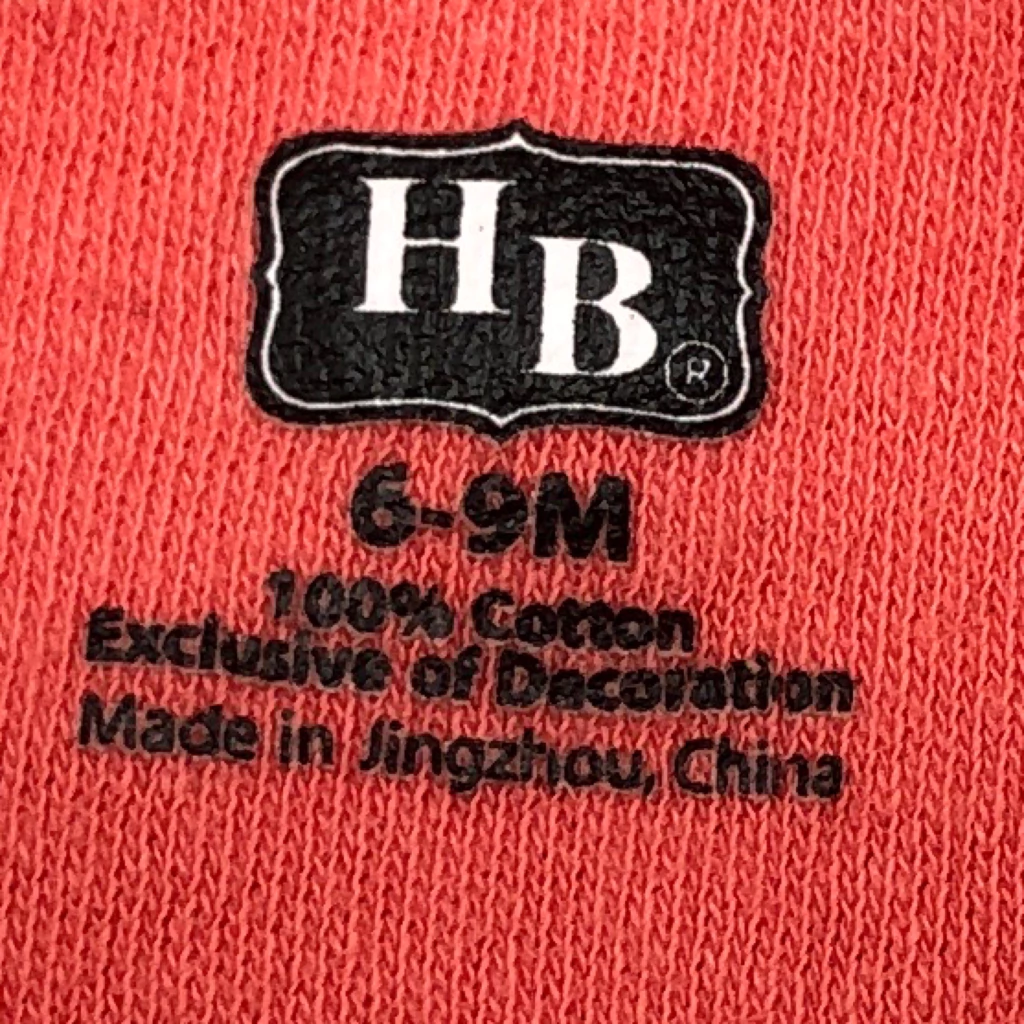 HB®
6-9M
100% Cotton
Exclusive of Decoration
Made in Jingzhou, China